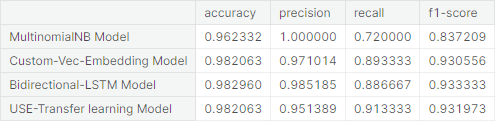 accuracy precision recall f1-score
MultinomialNB Model 0.962332 1.000000 0.720000 0.837209
Custom-Vec-Embedding Model 0.982063 0.971014 0.893333 0.930556
Bidirectional-LSTM Model 0.982960 0.985185 0.886667 0.933333
USE-Transfer learning Model 0.982063 0.951389 0.913333 0.931973